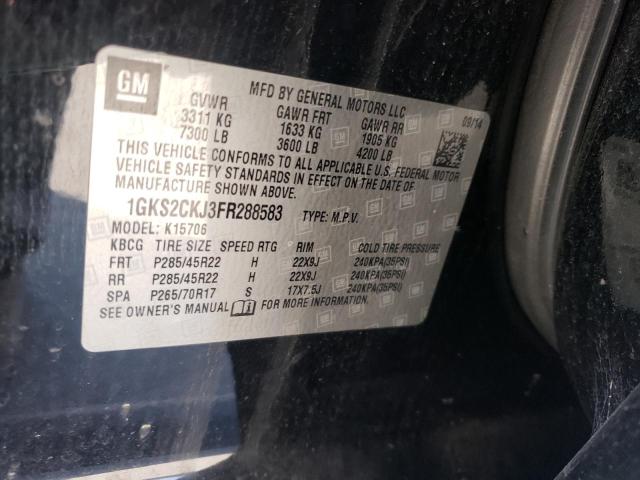 GM
MFD BY GENERAL MOTORS LLC
GVWR GAWR FRT GAWR RR 09/14
3311 KG 1633 KG 1905 KG
7300 LB 3600 LB 4200 LB
THIS VEHICLE CONFORMS TO ALL APPLICABLE U.S. FEDERAL MOTOR
VEHICLE SAFETY STANDARDS IN EFFECT ON THE DATE OF
MANUFACTURE SHOWN ABOVE.
1GKS2CKJ3FR288583 TYPE: M.P.V.
MODEL: K15706
KBCG TIRE SIZE SPEED RTG RIM COLD TIRE PRESSURE
FRT P285/45R22 H 22X9J 240KPA(35PSI)
RR P285/45R22 H 22X9J 240KPA(35PSI)
SPA P265/70R17 S 17X7.5J 240KPA(35PSI)
SEE OWNER'S MANUAL FOR MORE INFORMATION.